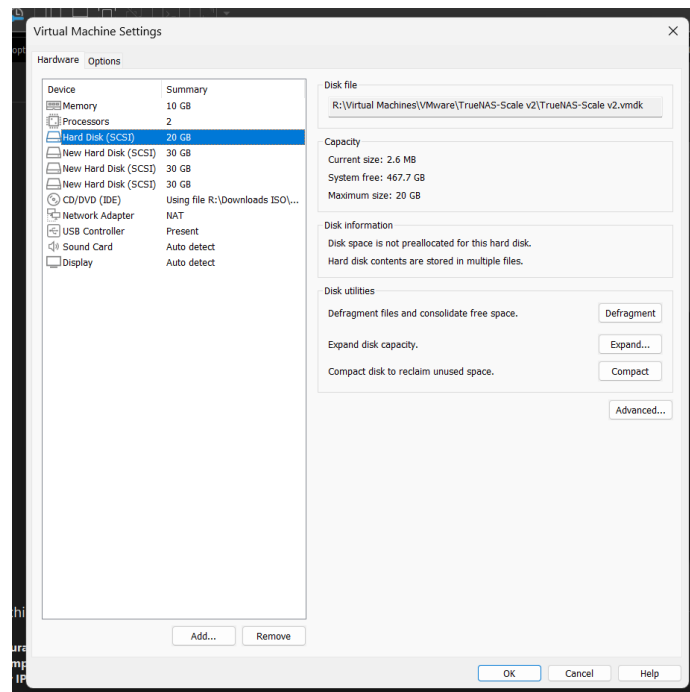 Virtual Machine Settings
Hardware Options
Device Summary
Memory 10 GB
Processors 2
Hard Disk (SCSI) 20 GB
New Hard Disk (SCSI) 30 GB
New Hard Disk (SCSI) 30 GB
New Hard Disk (SCSI) 30 GB
CD/DVD (IDE) Using file R:\Downloads ISO\...
Network Adapter NAT
USB Controller Present
Sound Card Auto detect
Display Auto detect
Add... Remove
Disk file
R:\Virtual Machines\VMware\TrueNAS-Scale v2\TrueNAS-Scale v2.vmdk
Capacity
Current size: 2.6 MB
System free: 467.7 GB
Maximum size: 20 GB
Disk information
Disk space is not preallocated for this hard disk.
Hard disk contents are stored in multiple files.
Disk utilities
Defragment files and consolidate free space. Defragment
Expand disk capacity. Expand...
Compact disk to reclaim unused space. Compact
Advanced...
OK Cancel Help